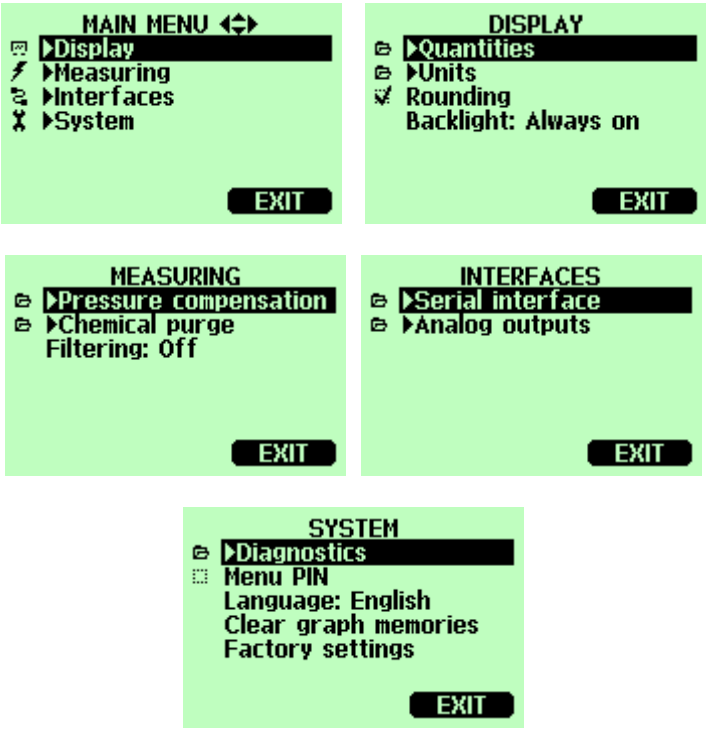 MAIN MENU
Display
Measuring
Interfaces
System
EXIT
DISPLAY
Quantities
Units
Rounding
Backlight: Always on
EXIT
MEASURING
Pressure compensation
Chemical purge
Filtering: Off
EXIT
INTERFACES
Serial interface
Analog outputs
EXIT
SYSTEM
Diagnostics
Menu PIN
Language: English
Clear graph memories
Factory settings
EXIT